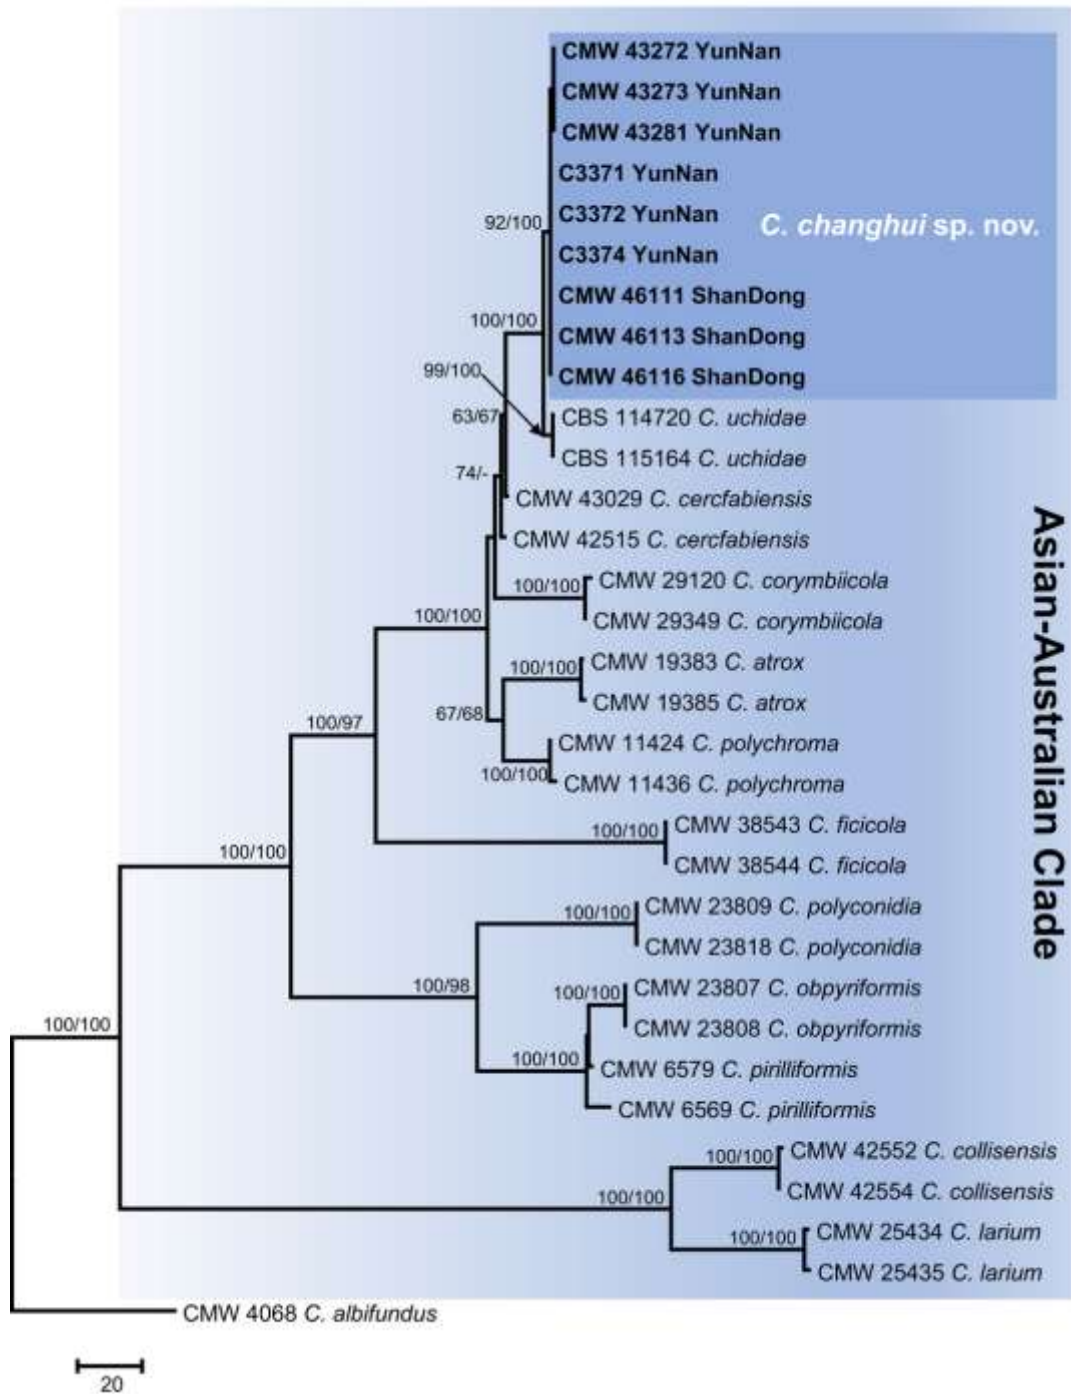 CMW 43272 YunNan
CMW 43273 YunNan
CMW 43281 YunNan
C3371 YunNan
C3372 YunNan
92/100
C. changhui sp. nov.
C3374 YunNan
CMW 46111 ShanDong
100/100
CMW 46113 ShanDong
99/100
CMW 46116 ShanDong
63/67
CBS 114720 C. uchidae
CBS 115164 C. uchidae
74/-
CMW 43029 C. cercfabiensis
CMW 42515 C. cercfabiensis
100/100
CMW 29120 C. corymbiicola
100/100
CMW 29349 C. corymbiicola
100/100
CMW 19383 C. atrox
CMW 19385 C. atrox
67/68
100/97
CMW 11424 C. polychroma
100/100
CMW 11436 C. polychroma
100/100
CMW 38543 C. ficicola
100/100
CMW 38544 C. ficicola
100/100
CMW 23809 C. polyconidia
CMW 23818 C. polyconidia
100/98
100/100
CMW 23807 C. obpyriformis
100/100
CMW 23808 C. obpyriformis
100/100
CMW 6579 C. pirilliformis
CMW 6569 C. pirilliformis
100/100
CMW 42552 C. collisensis
100/100
CMW 42554 C. collisensis
100/100
CMW 25434 C. larium
CMW 25435 C. larium
Asian-Australian Clade
CMW 4068 C. albifundus
20